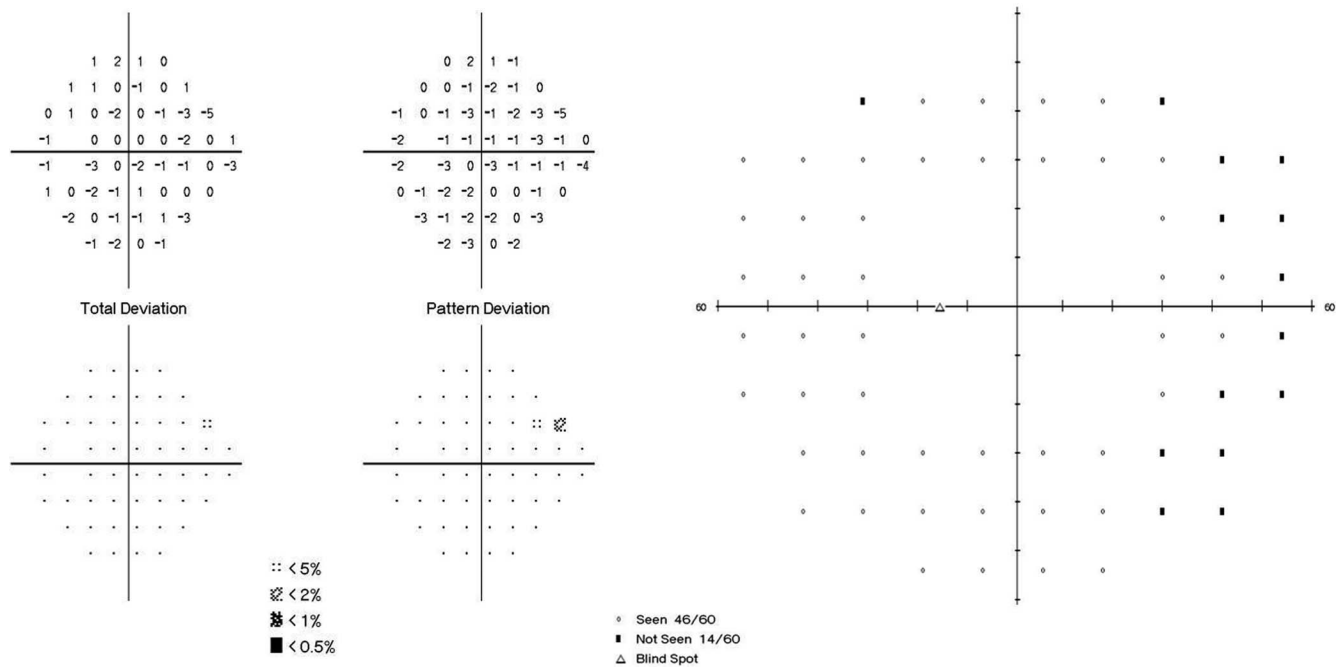 1 2 1 0
0 2 1 -1
1 1 0 -1 0 1
0 0 -1 -2 -1 0
0 1 0 -2 0 -1 -3 -5
-1 0 -1 -3 -1 -2 -3 -5
-1 0 0 0 0 -2 0 1
-2 -1 -1 -1 -1 -3 -1 0
-1 -3 0 -2 -1 -1 0 -3
-2 -3 0 -3 -1 -1 -1 -4
1 0 -2 -1 1 0 0 0
0 -1 -2 -2 0 0 -1 0
-2 0 -1 -1 1 -3
-3 -1 -2 -2 0 -3
-1 -2 0 -1
-2 -3 0 -2
Total Deviation
Pattern Deviation
< 5%
< 2%
< 1%
< 0.5%
60 60
Seen 46/60
Not Seen 14/60
Blind Spot